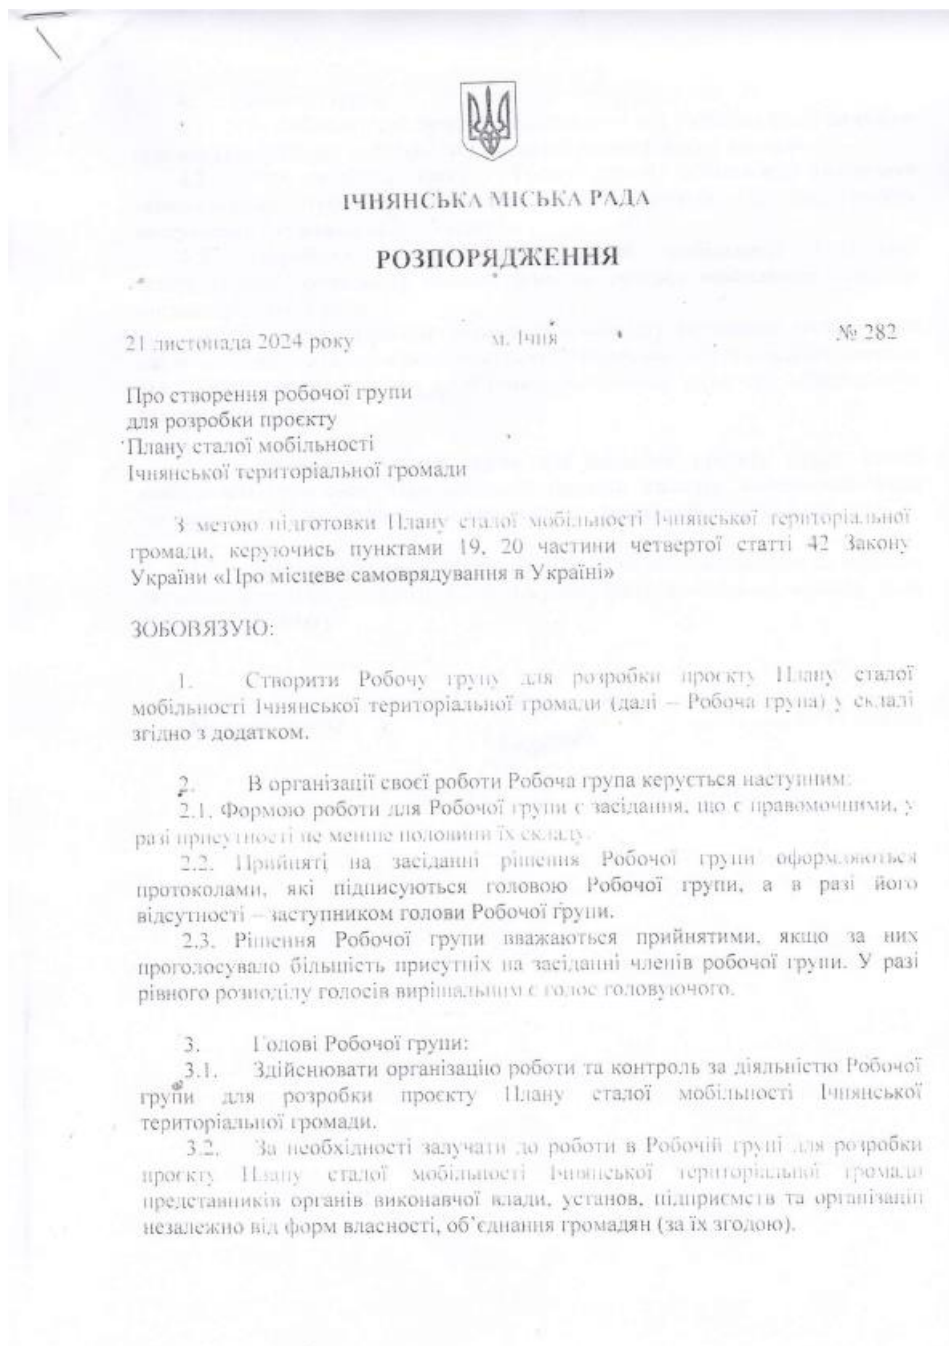 ІЧНЯНСЬКА МІСЬКА РАДА
РОЗПОРЯДЖЕННЯ
21 листопада 2024 року м. Ічня № 282
Про створення робочої групи
для розробки проєкту
Плану сталої мобільності
Ічнянської територіальної громади
З метою підготовки Плану сталої мобільності Ічнянської територіальної
громади, керуючись пунктами 19, 20 частини четвертої статті 42 Закону
України «Про місцеве самоврядування в Україні»
ЗОБОВЯЗУЮ:
1. Створити Робочу групу для розробки проєкту Плану сталої
мобільності Ічнянської територіальної громади (далі – Робоча група) у складі
згідно з додатком.
2. В організації своєї роботи Робоча група керується наступним:
2.1. Формою роботи для Робочої групи є засідання, що є правомочними, у
разі присутності не менше половини їх складу.
2.2. Прийняті на засіданні рішення Робочої групи оформляються
протоколами, які підписуються головою Робочої групи, а в разі його
відсутності – заступником голови Робочої групи.
2.3. Рішення Робочої групи вважаються прийнятими, якщо за них
проголосувало більшість присутніх на засіданні членів робочої групи. У разі
рівного розподілу голосів вирішальним є голос головуючого.
3. Голові Робочої групи:
3.1. Здійснювати організацію роботи та контроль за діяльністю Робочої
групи для розробки проєкту Плану сталої мобільності Ічнянської
територіальної громади.
3.2. За необхідності залучати до роботи в Робочій групі для розробки
проєкту Плану сталої мобільності Ічнянської територіальної громади
представників органів виконавчої влади, установ, підприємств та організацій
незалежно від форм власності, об’єднання громадян (за їх згодою).